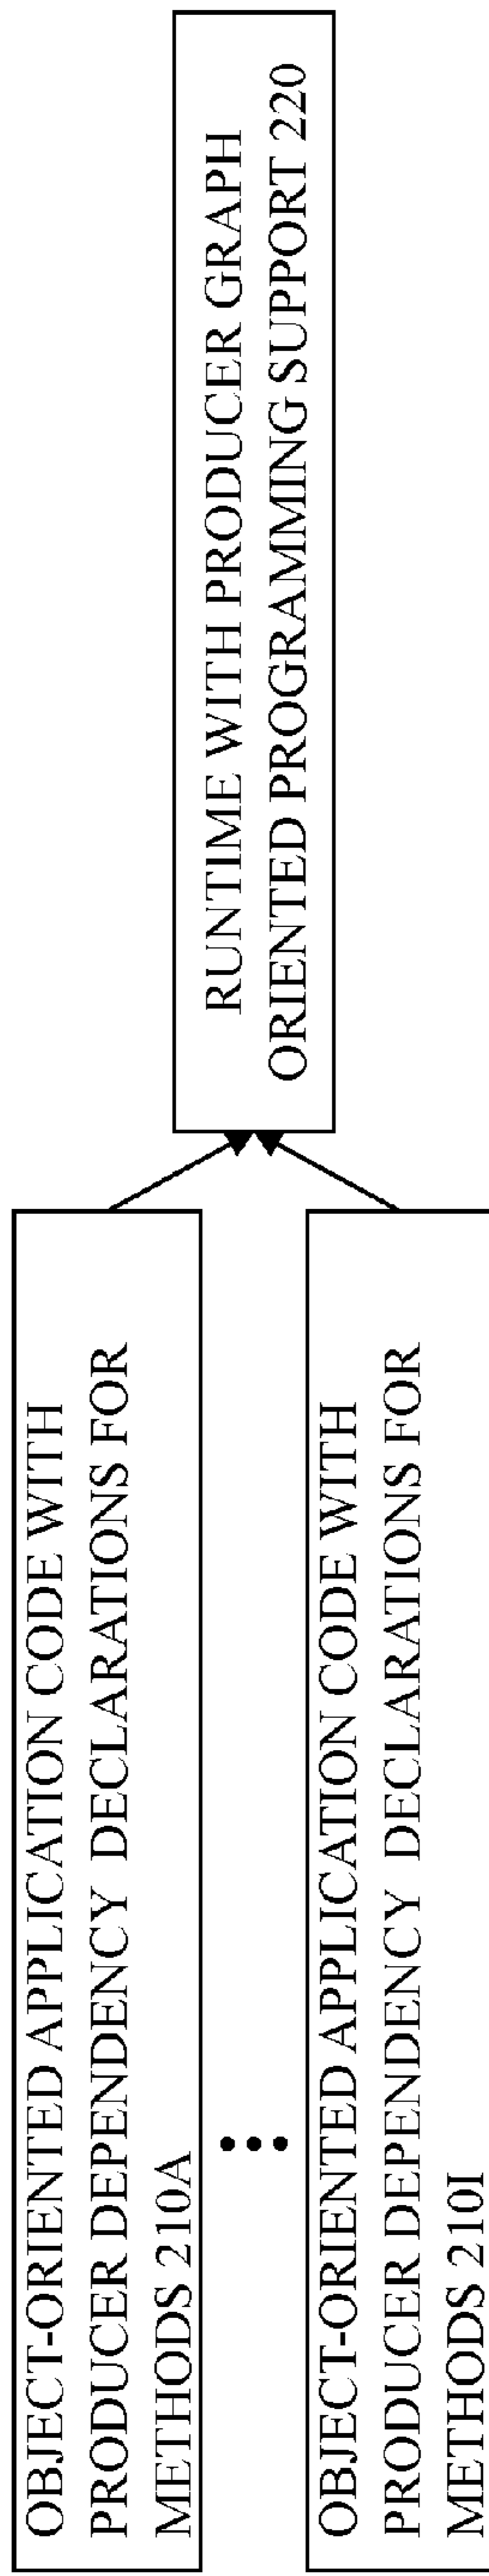 OBJECT-ORIENTED APPLICATION CODE WITH
PRODUCER DEPENDENCY DECLARATIONS FOR
METHODS 210A
OBJECT-ORIENTED APPLICATION CODE WITH
PRODUCER DEPENDENCY DECLARATIONS FOR
METHODS 210I
RUNTIME WITH PRODUCER GRAPH
ORIENTED PROGRAMMING SUPPORT 220